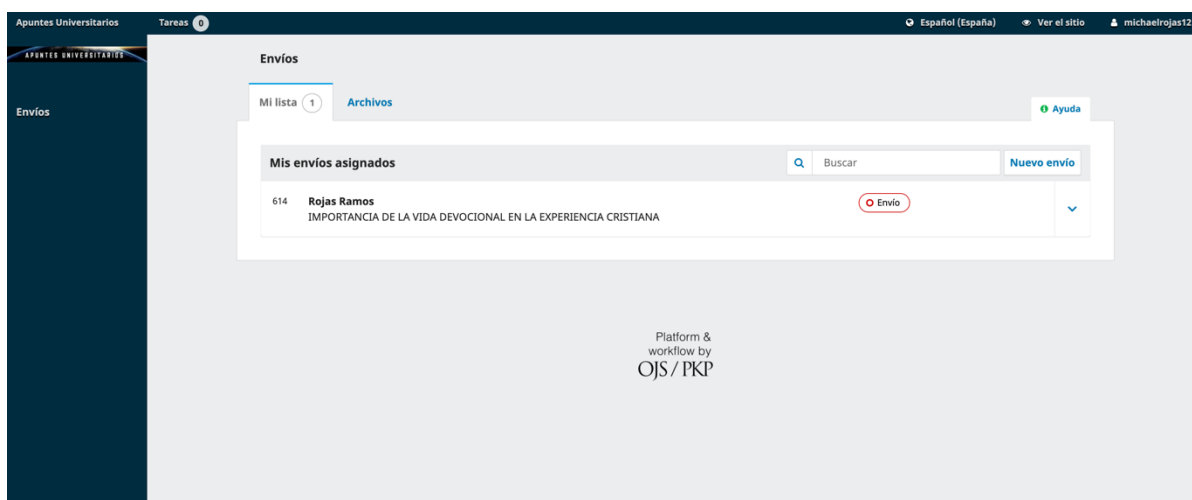 Apuntes Universitarios Tareas 0 Español (España) Ver el sitio michaelrojas12
APUNTES UNIVERSITARIOS
Envíos
Envíos
Mi lista 1 Archivos
Ayuda
Mis envíos asignados Buscar Nuevo envío
614 Rojas Ramos Envío
IMPORTANCIA DE LA VIDA DEVOCIONAL EN LA EXPERIENCIA CRISTIANA
Platform &
workflow by
OJS / PKP